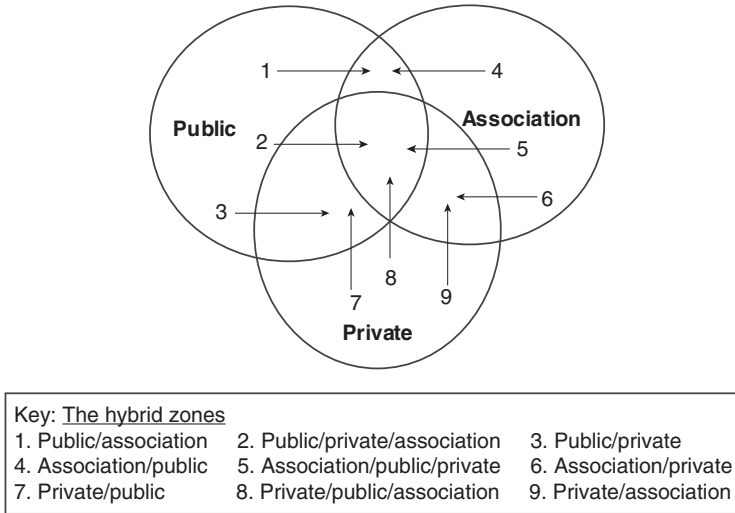 1
4
Public
Association
2
5
3
6
7
8
9
Private
Key: The hybrid zones
1. Public/association 2. Public/private/association 3. Public/private
4. Association/public 5. Association/public/private 6. Association/private
7. Private/public 8. Private/public/association 9. Private/association